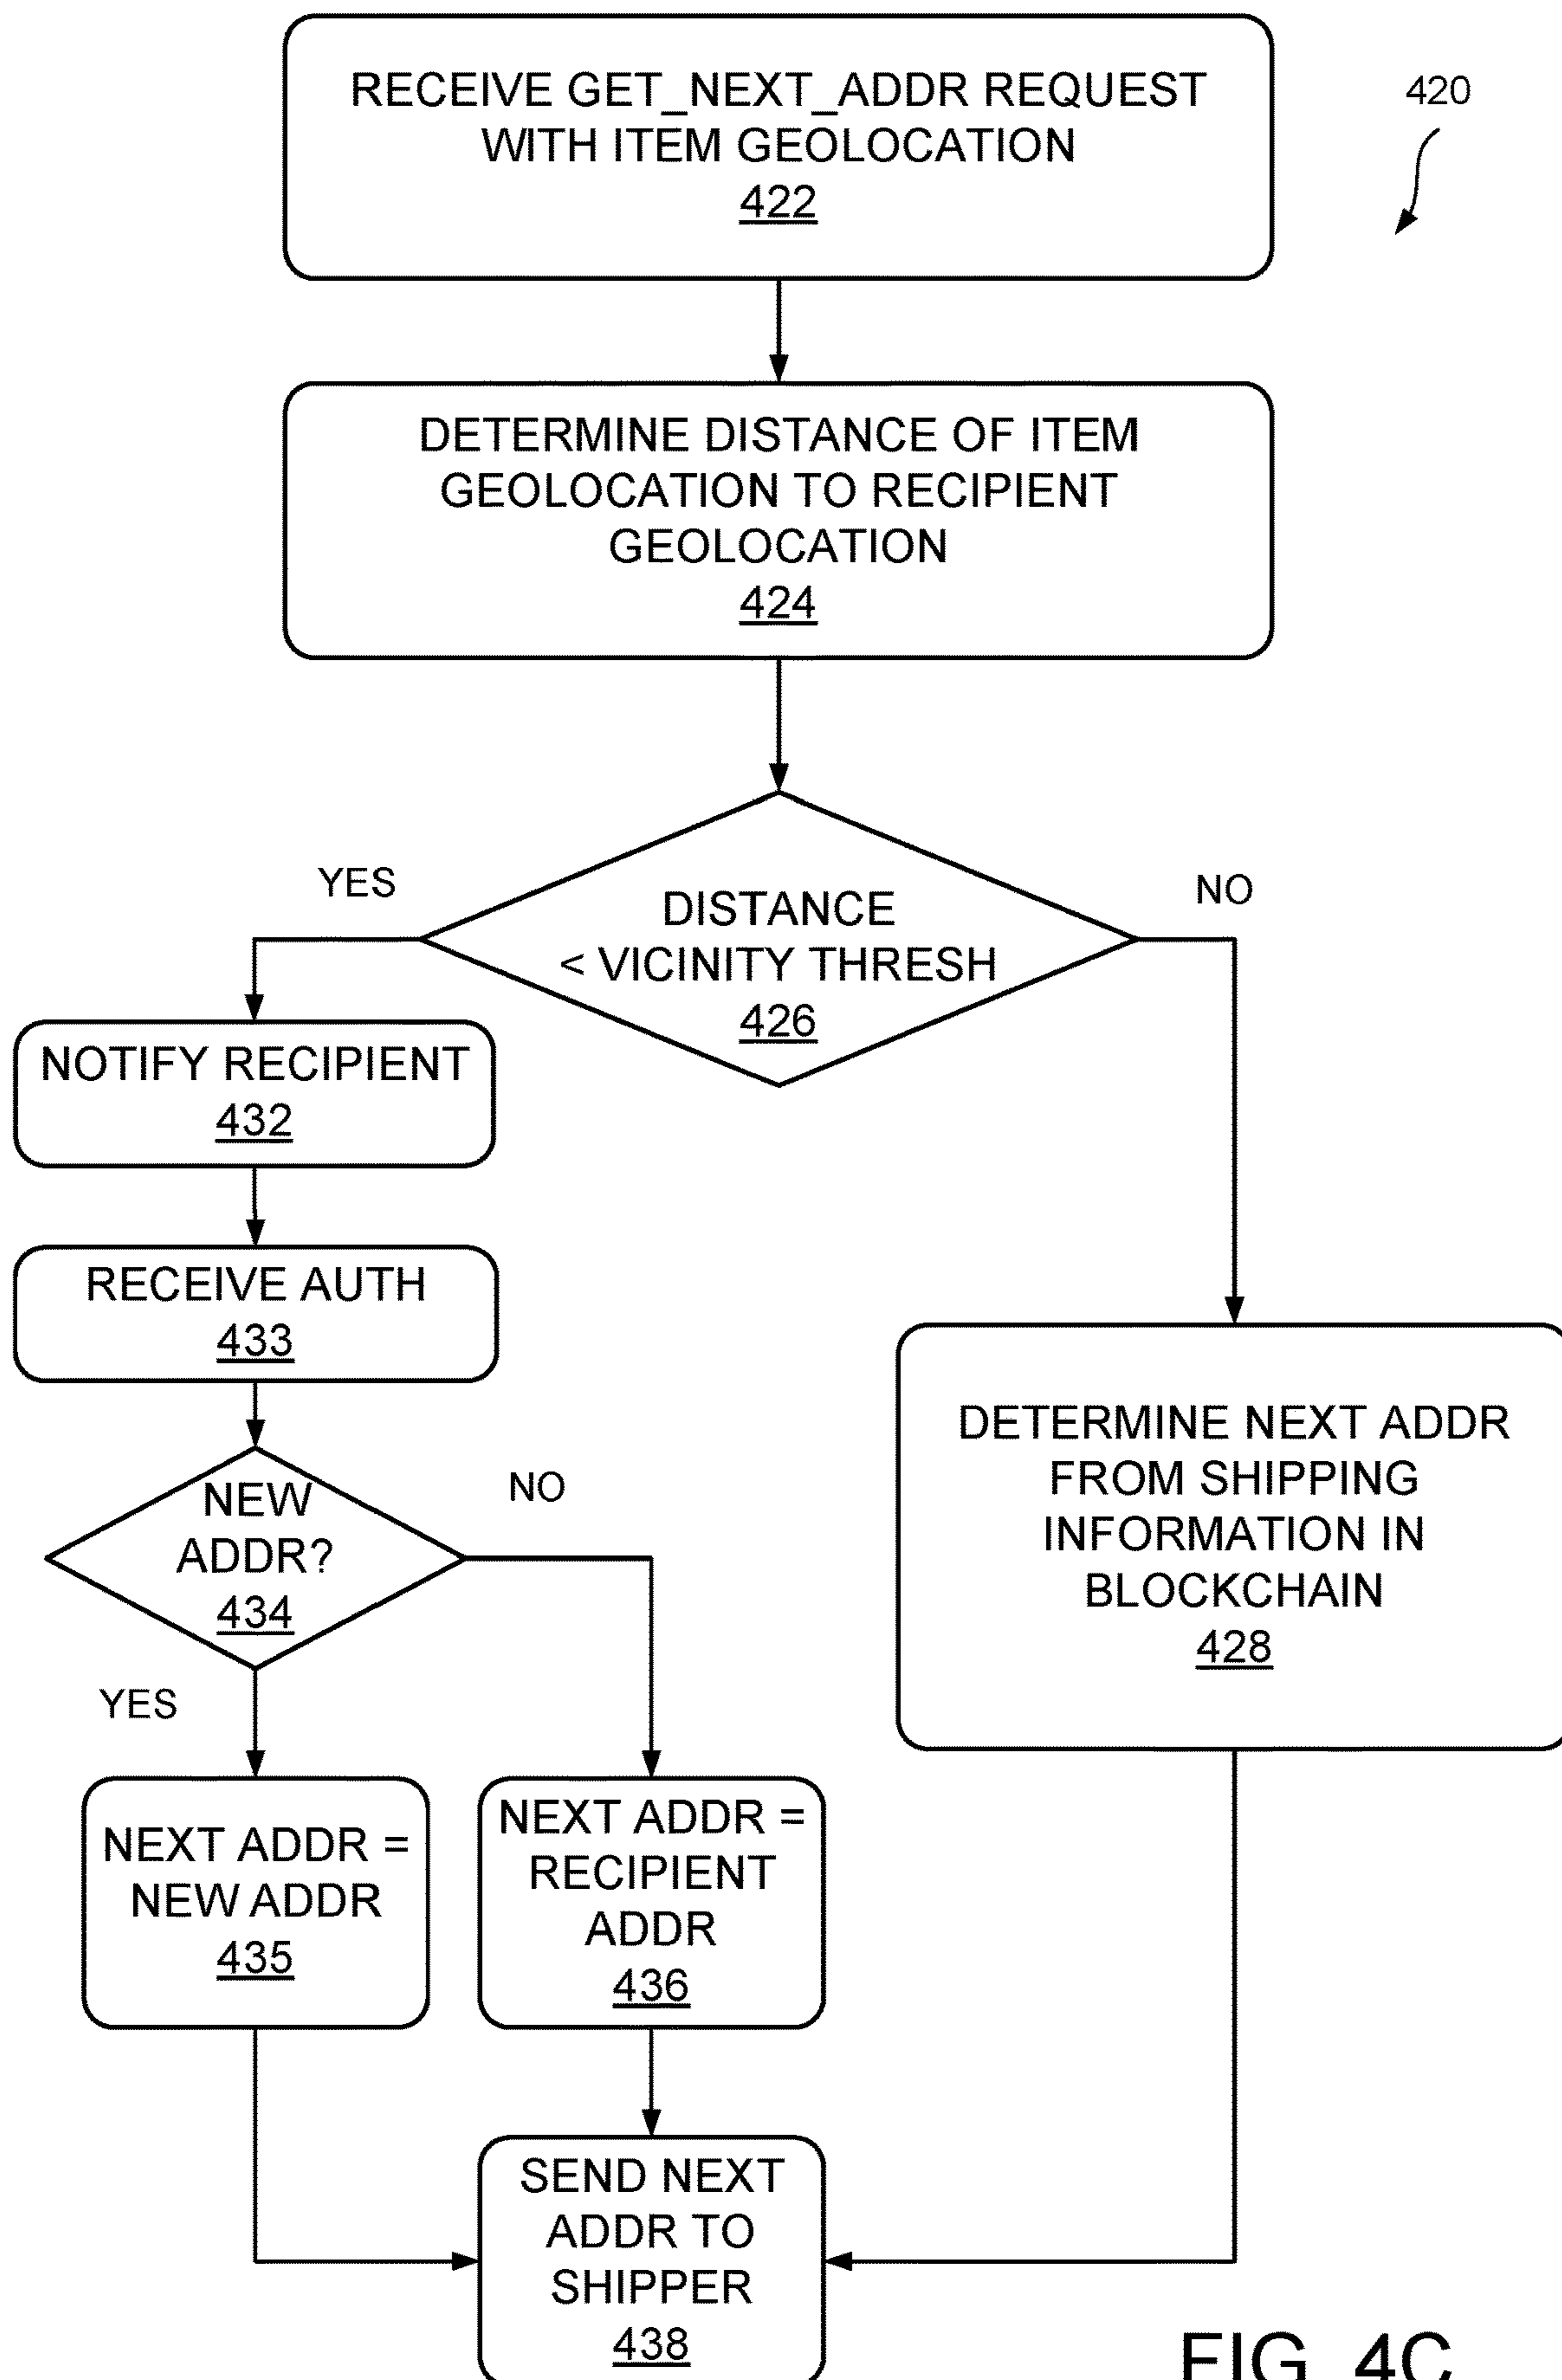 RECEIVE GET_NEXT_ADDR REQUEST
WITH ITEM GEOLOCATION
422
420
DETERMINE DISTANCE OF ITEM
GEOLOCATION TO RECIPIENT
GEOLOCATION
424
YES
NO
DISTANCE
< VICINITY THRESH
426
NOTIFY RECIPIENT
432
RECEIVE AUTH
433
NEW
ADDR?
434
NO
YES
DETERMINE NEXT ADDR
FROM SHIPPING
INFORMATION IN
BLOCKCHAIN
428
NEXT ADDR =
NEW ADDR
435
NEXT ADDR =
RECIPIENT
ADDR
436
SEND NEXT
ADDR TO
SHIPPER
438
FIG. 4C